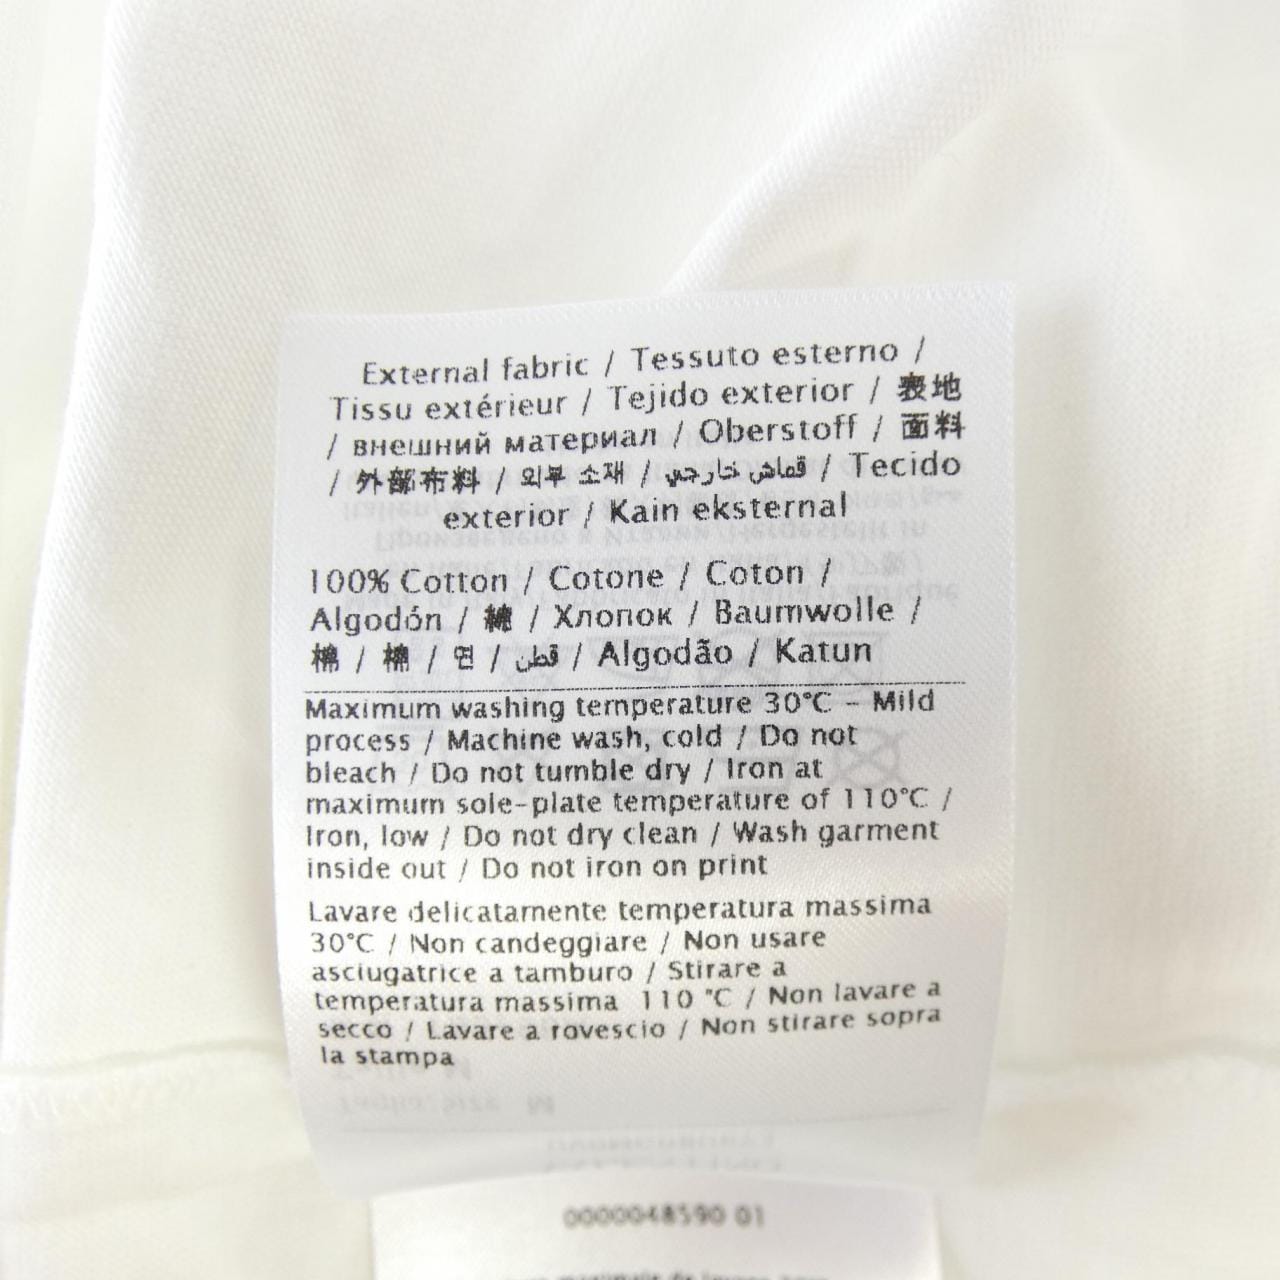 External fabric / Tessuto esterno /
Tissu extérieur / Tejido exterior / 表地
/ внешний материал / Oberstoff / 面料
/ 外部布料 / 외부 소재 / قماش خارجي / Tecido
exterior / Kain eksternal
100% Cotton / Cotone / Coton /
Algodón / 綿 / Хлопок / Baumwolle /
棉 / 棉 / 면 / قطن / Algodão / Katun
Maximum washing temperature 30°C – Mild
process / Machine wash, cold / Do not
bleach / Do not tumble dry / Iron at
maximum sole-plate temperature of 110°C /
Iron, low / Do not dry clean / Wash garment
inside out / Do not iron on print
Lavare delicatamente temperatura massima
30°C / Non candeggiare / Non usare
asciugatrice a tamburo / Stirare a
temperatura massima 110 °C / Non lavare a
secco / Lavare a rovescio / Non stirare sopra
la stampa
0000048590 01